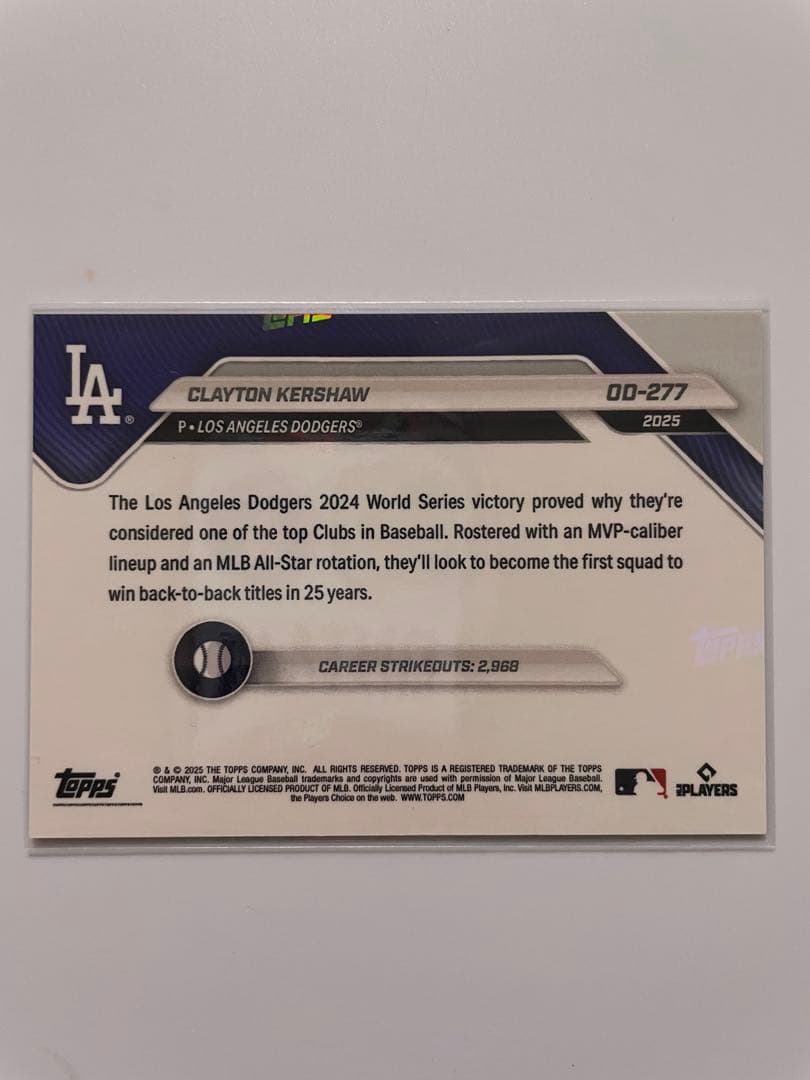 TOPPS
LA®
CLAYTON KERSHAW
OD-277
P • LOS ANGELES DODGERS®
2025
The Los Angeles Dodgers 2024 World Series victory proved why they're
considered one of the top Clubs in Baseball. Rostered with an MVP-caliber
lineup and an MLB All-Star rotation, they'll look to become the first squad to
win back-to-back titles in 25 years.
TOPPS
CAREER STRIKEOUTS: 2,968
TOPPS
® & © 2025 THE TOPPS COMPANY, INC. ALL RIGHTS RESERVED. TOPPS IS A REGISTERED TRADEMARK OF THE TOPPS
COMPANY, INC. Major League Baseball trademarks and copyrights are used with permission of Major League Baseball.
Visit MLB.com. OFFICIALLY LICENSED PRODUCT OF MLB. Officially Licensed Product of MLB Players, Inc. Visit MLBPLAYERS.COM,
the Players Choice on the web. WWW.TOPPS.COM
PLAYERS